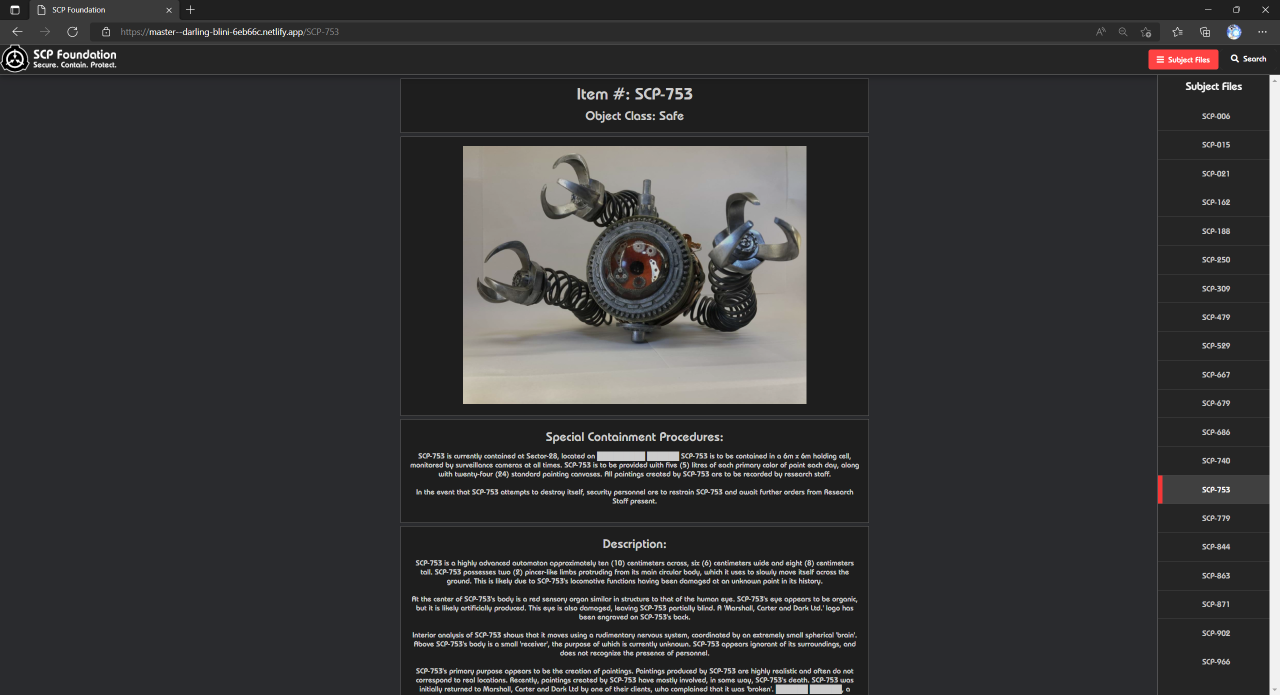 SCP Foundation
https://master--darling-blini-6eb66c.netlify.app/SCP-753
SCP Foundation
Secure. Contain. Protect.
Subject Files
Search
Item #: SCP-753
Object Class: Safe
Special Containment Procedures:
SCP-753 is currently contained at Sector-28, located on SCP-753 is to be contained in a 6m x 6m holding cell,
monitored by surveillance cameras at all times. SCP-753 is to be provided with five (5) litres of each primary color of paint each day, along
with twenty-four (24) standard painting canvases. All paintings created by SCP-753 are to be recorded by research staff.
In the event that SCP-753 attempts to destroy itself, security personnel are to restrain SCP-753 and await further orders from Research
Staff present.
Description:
SCP-753 is a highly advanced automaton approximately ten (10) centimeters across, six (6) centimeters wide and eight (8) centimeters
tall. SCP-753 possesses two (2) pincer-like limbs protruding from its main circular body, which it uses to slowly move itself across the
ground. This is likely due to SCP-753's locomotive functions having been damaged at an unknown point in its history.
At the center of SCP-753's body is a red sensory organ similar in structure to that of the human eye. SCP-753's eye appears to be organic,
but it is likely artificially produced. This eye is also damaged, leaving SCP-753 partially blind. A 'Marshall, Carter and Dark Ltd.' logo has
been engraved on SCP-753's back.
Interior analysis of SCP-753 shows that it moves using a rudimentary nervous system, coordinated by an extremely small spherical 'brain'.
Above SCP-753's body is a small 'receiver', the purpose of which is currently unknown. SCP-753 appears ignorant of its surroundings, and
does not recognize the presence of personnel.
SCP-753's primary purpose appears to be the creation of paintings. Paintings produced by SCP-753 are highly realistic and often do not
correspond to real locations. Recently, paintings created by SCP-753 have mostly involved, in some way, SCP-753's death. SCP-753 was
initially returned to Marshall, Carter and Dark Ltd by one of their clients, who complained that it was 'broken'. , a
Subject Files
SCP-006
SCP-015
SCP-021
SCP-162
SCP-188
SCP-250
SCP-309
SCP-479
SCP-529
SCP-667
SCP-679
SCP-686
SCP-740
SCP-753
SCP-779
SCP-844
SCP-863
SCP-871
SCP-902
SCP-966